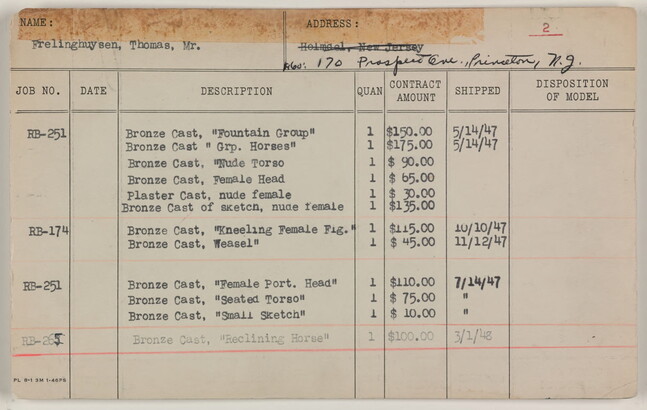 NAME: ADDRESS: 2
Frelinghuysen, Thomas, Mr. Holmdel, New Jersey
170 Prospect Ave., Princeton, N.J.
JOB NO. DATE DESCRIPTION QUAN CONTRACT AMOUNT SHIPPED DISPOSITION OF MODEL
RB-251 Bronze Cast, "Fountain Group" 1 $150.00 5/14/47
Bronze Cast " Grp. Horses" 1 $175.00 5/14/47
Bronze Cast, "Nude Torso 1 $ 90.00
Bronze Cast, Female Head 1 $ 65.00
Plaster Cast, nude female 1 $ 30.00
Bronze Cast of sketch, nude female 1 $135.00
RB-174 Bronze Cast, "Kneeling Female Fig." 1 $115.00 10/10/47
Bronze Cast, Weasel" 1 $ 45.00 11/12/47
RB-251 Bronze Cast, "Female Port. Head" 1 $110.00 7/14/47
Bronze Cast, "Seated Torso" 1 $ 75.00 "
Bronze Cast, "Small Sketch" 1 $ 10.00 "
RB-265 Bronze Cast, "Reclining Horse" 1 $100.00 3/1/48